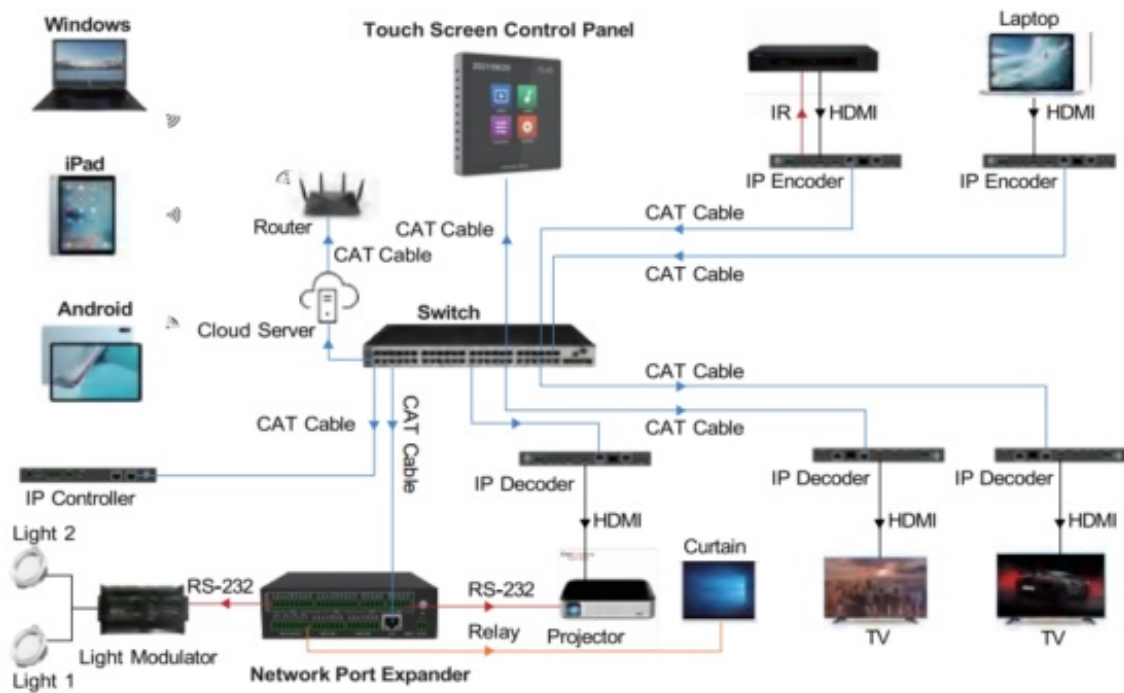 Windows
Touch Screen Control Panel
Laptop
2021/08/20
IR
HDMI
HDMI
iPad
IP Encoder
IP Encoder
CAT Cable
Router
CAT Cable
CAT Cable
CAT Cable
Android
Switch
Cloud Server
CAT Cable
CAT Cable
CAT Cable
CAT Cable
IP Controller
IP Decoder
IP Decoder
IP Decoder
Light 2
HDMI
HDMI
HDMI
Curtain
RS-232
RS-232
Relay
Projector
TV
TV
Light Modulator
Light 1
Network Port Expander